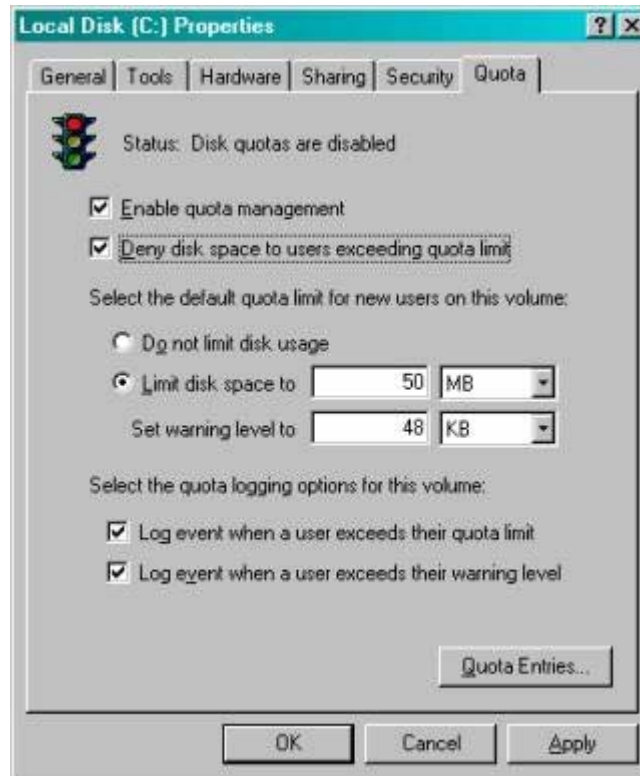 Local Disk (C:) Properties
General Tools Hardware Sharing Security Quota
Status: Disk quotas are disabled
Enable quota management
Deny disk space to users exceeding quota limit
Select the default quota limit for new users on this volume:
Do not limit disk usage
Limit disk space to 50 MB
Set warning level to 48 KB
Select the quota logging options for this volume:
Log event when a user exceeds their quota limit
Log event when a user exceeds their warning level
Quota Entries...
OK Cancel Apply